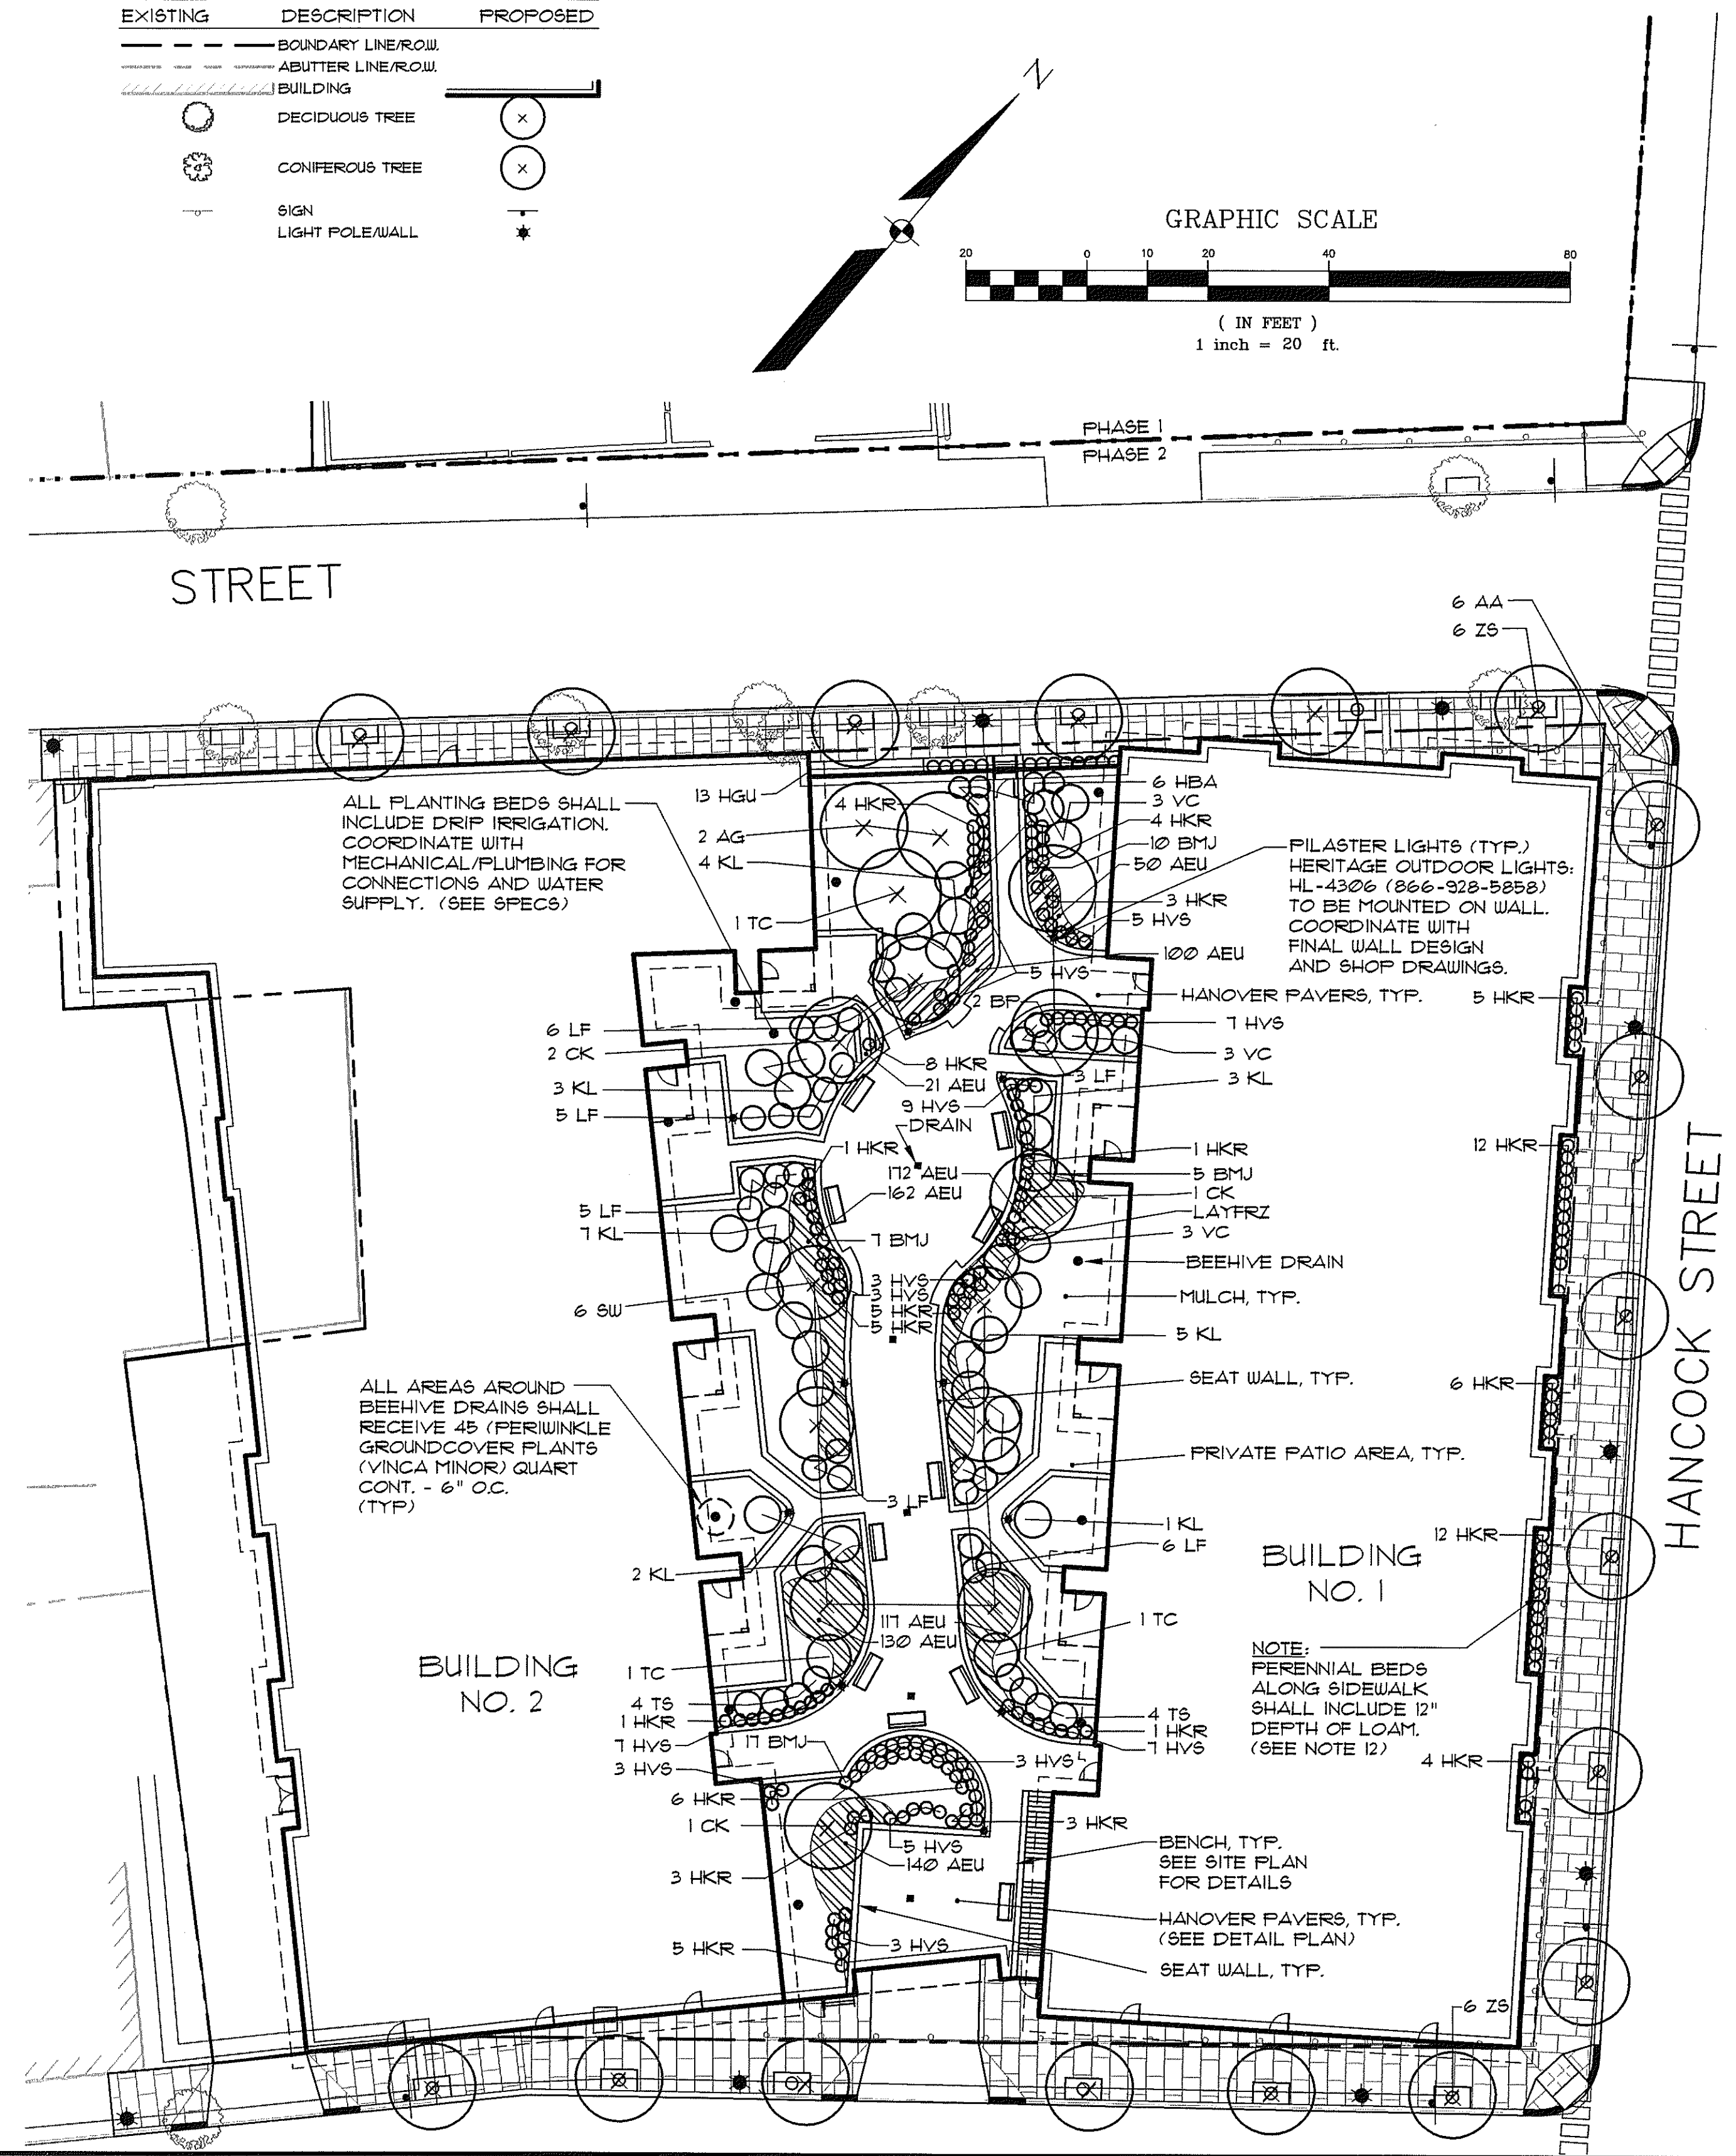 EXISTING DESCRIPTION PROPOSED
BOUNDARY LINE/R.O.W.
ABUTTER LINE/R.O.W.
BUILDING
DECIDUOUS TREE
CONIFEROUS TREE
SIGN
LIGHT POLE/WALL
N
GRAPHIC SCALE
20 0 10 20 40 80
( IN FEET )
1 inch = 20 ft.
PHASE 1
PHASE 2
STREET
6 AA
6 ZS
ALL PLANTING BEDS SHALL
INCLUDE DRIP IRRIGATION.
COORDINATE WITH
MECHANICAL/PLUMBING FOR
CONNECTIONS AND WATER
SUPPLY. (SEE SPECS)
13 HGU
4 HKR
2 AG
4 KL
1 TC
6 HBA
3 VC
4 HKR
10 BMJ
50 AEU
3 HKR
5 HVS
100 AEU
5 HVS
2 BP
PILASTER LIGHTS (TYP.)
HERITAGE OUTDOOR LIGHTS:
HL-4306 (866-928-5858)
TO BE MOUNTED ON WALL.
COORDINATE WITH
FINAL WALL DESIGN
AND SHOP DRAWINGS.
HANOVER PAVERS, TYP.
5 HKR
6 LF
2 CK
3 KL
5 LF
8 HKR
21 AEU
9 HVS
DRAIN
7 HVS
3 VC
3 LF
3 KL
12 HKR
1 HKR
172 AEU
162 AEU
1 HKR
5 BMJ
1 CK
LAYFRZ
3 VC
5 LF
7 KL
7 BMJ
BEEHIVE DRAIN
3 HVS
3 HVS
5 HKR
5 HKR
MULCH, TYP.
6 SW
5 KL
SEAT WALL, TYP.
6 HKR
ALL AREAS AROUND
BEEHIVE DRAINS SHALL
RECEIVE 45 (PERIWINKLE
GROUNDCOVER PLANTS
(VINCA MINOR) QUART
CONT. - 6" O.C.
(TYP)
PRIVATE PATIO AREA, TYP.
3 LF
1 KL
6 LF
12 HKR
HANCOCK STREET
BUILDING
NO. 1
2 KL
117 AEU
130 AEU
1 TC
NOTE:
PERENNIAL BEDS
ALONG SIDEWALK
SHALL INCLUDE 12"
DEPTH OF LOAM.
(SEE NOTE 12)
BUILDING
NO. 2
1 TC
4 TS
1 HKR
7 HVS
3 HVS
17 BMJ
3 HVS
4 TS
1 HKR
7 HVS
4 HKR
6 HKR
1 CK
3 HKR
5 HVS
140 AEU
3 HKR
BENCH, TYP.
SEE SITE PLAN
FOR DETAILS
HANOVER PAVERS, TYP.
(SEE DETAIL PLAN)
5 HKR
3 HVS
SEAT WALL, TYP.
6 ZS